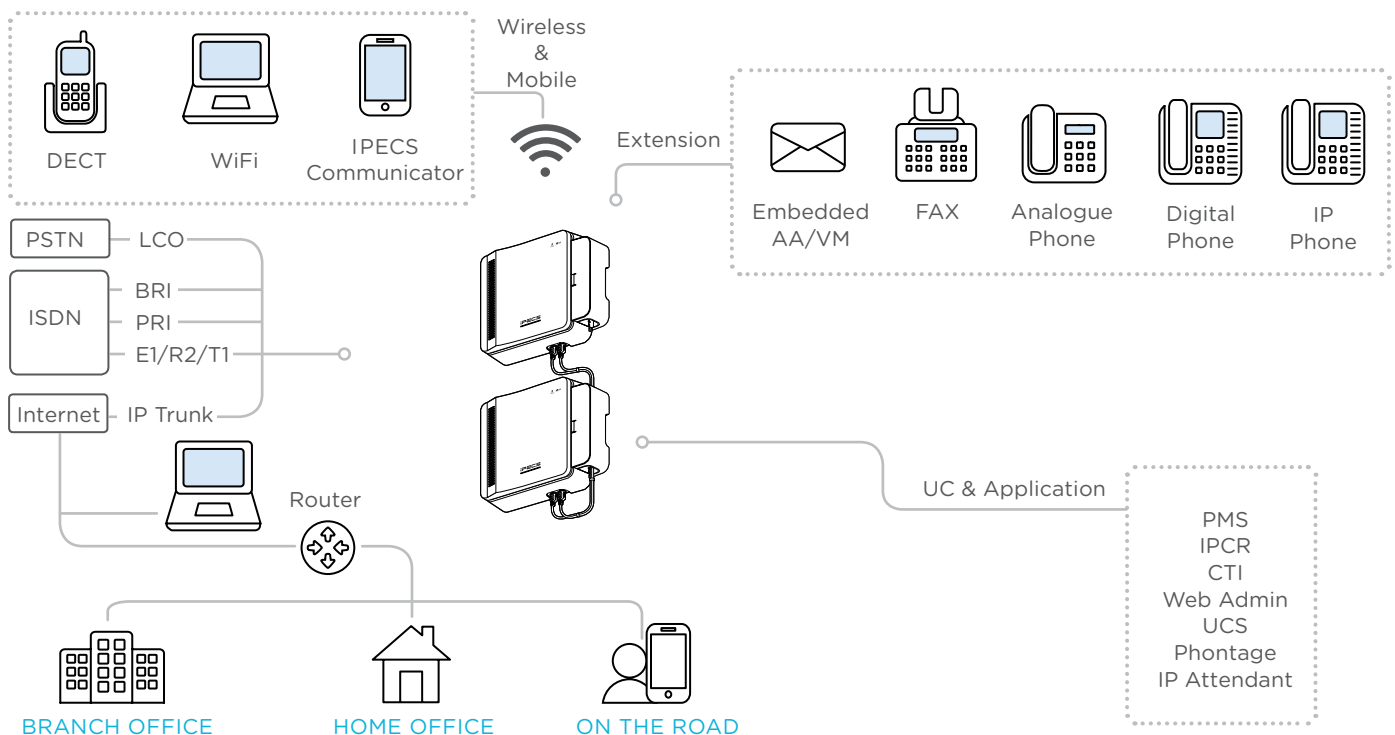 Wireless
&
Mobile
DECT
WiFi
IPECS
Communicator
Extension
Embedded
AA/VM
FAX
Analogue
Phone
Digital
Phone
IP
Phone
PSTN
LCO
ISDN
BRI
PRI
E1/R2/T1
Internet
IP Trunk
IPECS
IPECS
Router
UC & Application
PMS
IPCR
CTI
Web Admin
UCS
Phontage
IP Attendant
BRANCH OFFICE
HOME OFFICE
ON THE ROAD